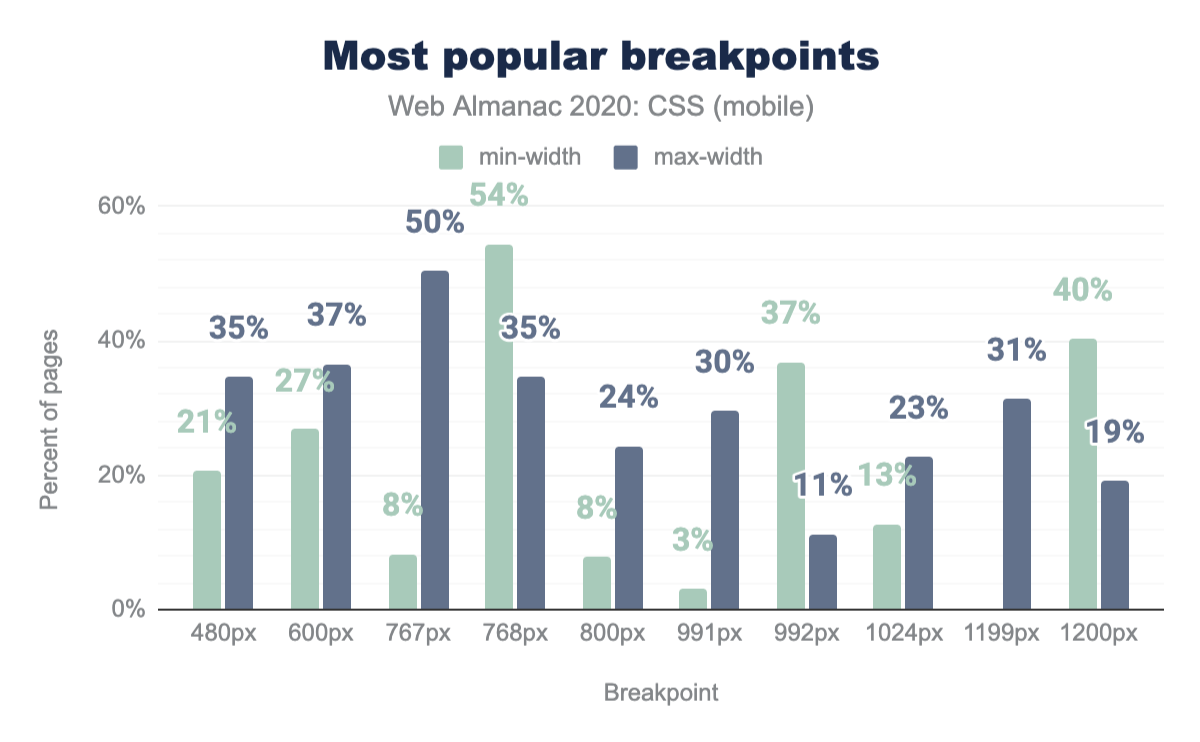 Most popular breakpoints
Web Almanac 2020: CSS (mobile)
min-width max-width
60%
40%
20%
0%
Percent of pages
21% 35%
27% 37%
8% 50%
54% 35%
8% 24%
3% 30%
37% 11%
13% 23%
31%
40% 19%
480px 600px 767px 768px 800px 991px 992px 1024px 1199px 1200px
Breakpoint